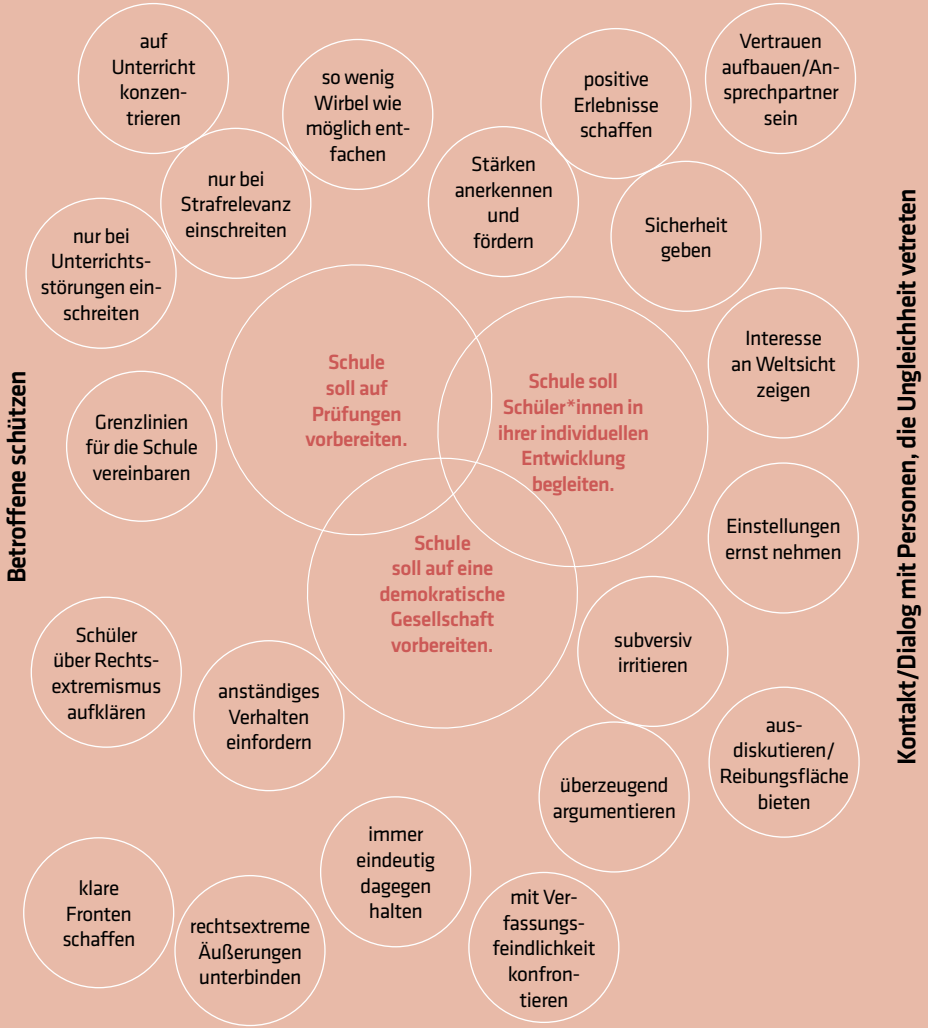 auf
Unterricht
konzen-
trieren
so wenig
Wirbel wie
möglich ent-
fachen
positive
Erlebnisse
schaffen
Vertrauen
aufbauen/An-
sprechpartner
sein
nur bei
Strafrelevanz
einschreiten
Stärken
anerkennen
und
fördern
Sicherheit
geben
nur bei
Unterrichts-
störungen ein-
schreiten
Interesse
an Weltsicht
zeigen
Schule
soll auf
Prüfungen
vorbereiten.
Schule soll
Schüler*innen in
ihrer individuellen
Entwicklung
begleiten.
Grenzlinien
für die Schule
vereinbaren
Einstellungen
ernst nehmen
Schule
soll auf eine
demokratische
Gesellschaft
vorbereiten.
Schüler
über Rechts-
extremismus
aufklären
anständiges
Verhalten
einfordern
subversiv
irritieren
aus-
diskutieren/
Reibungsfläche
bieten
überzeugend
argumentieren
immer
eindeutig
dagegen
halten
klare
Fronten
schaffen
rechtsextreme
Äußerungen
unterbinden
mit Ver-
fassungs-
feindlichkeit
konfron-
tieren
Betroffene schützen
Kontakt/Dialog mit Personen, die Ungleichheit vetreten